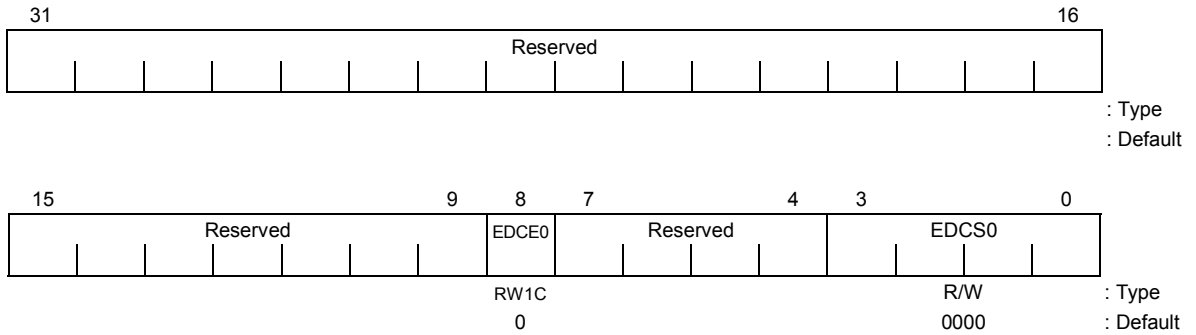 31 16
Reserved
: Type
: Default
15 9 8 7 4 3 0
Reserved EDCE0 Reserved EDCS0
RW1C R/W : Type
0 0000 : Default